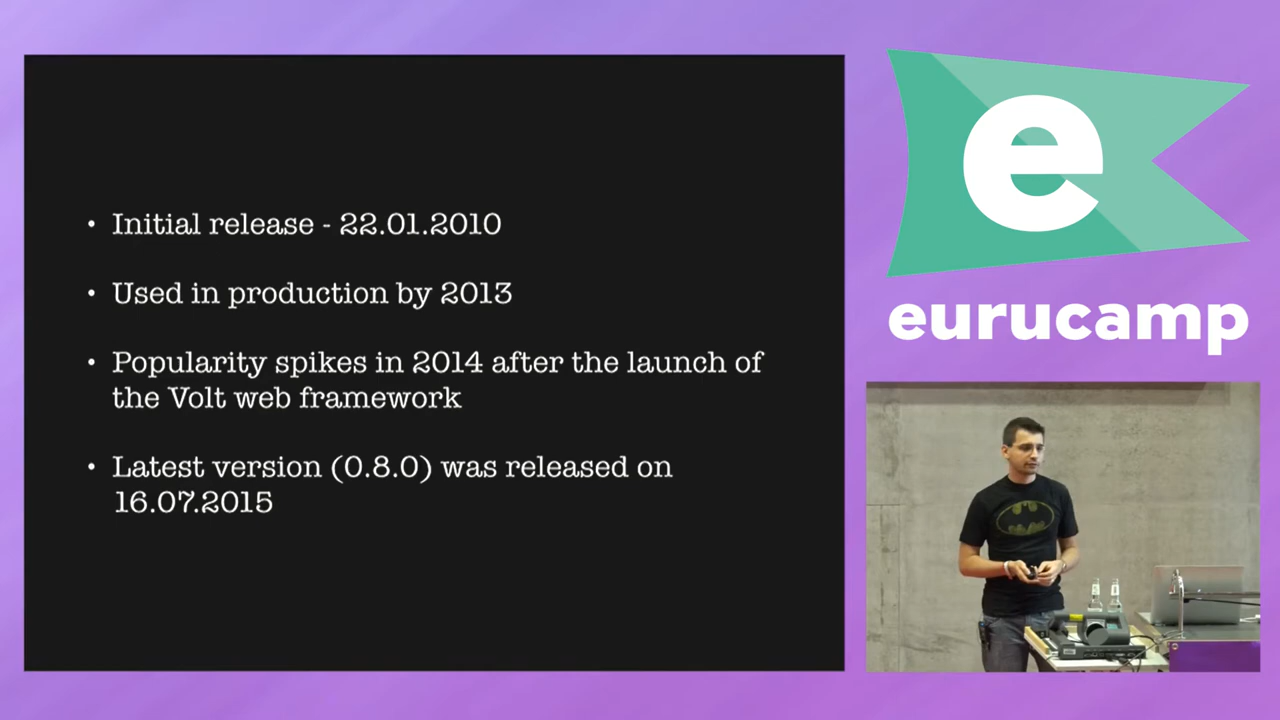 • Initial release - 22.01.2010
• Used in production by 2013
• Popularity spikes in 2014 after the launch of
the Volt web framework
• Latest version (0.8.0) was released on
16.07.2015
e
eurucamp